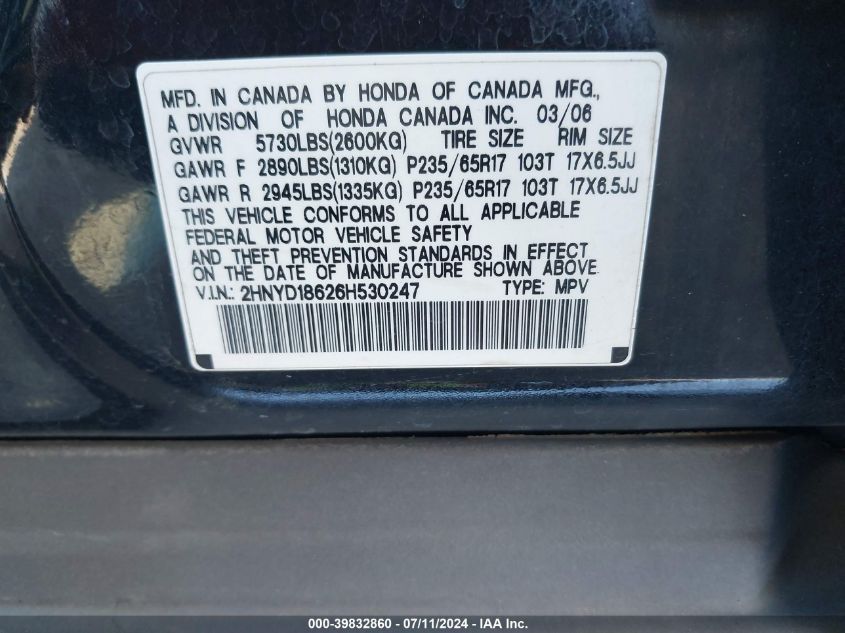 MFD. IN CANADA BY HONDA OF CANADA MFG.,
A DIVISION OF HONDA CANADA INC. 03/06
GVWR 5730LBS(2600KG) TIRE SIZE RIM SIZE
GAWR F 2890LBS(1310KG) P235/65R17 103T 17X6.5JJ
GAWR R 2945LBS(1335KG) P235/65R17 103T 17X6.5JJ
THIS VEHICLE CONFORMS TO ALL APPLICABLE
FEDERAL MOTOR VEHICLE SAFETY
AND THEFT PREVENTION STANDARDS IN EFFECT
ON THE DATE OF MANUFACTURE SHOWN ABOVE.
V.I.N.: 2HNYD18626H530247 TYPE: MPV
000-39832860 - 07/11/2024 - IAA Inc.